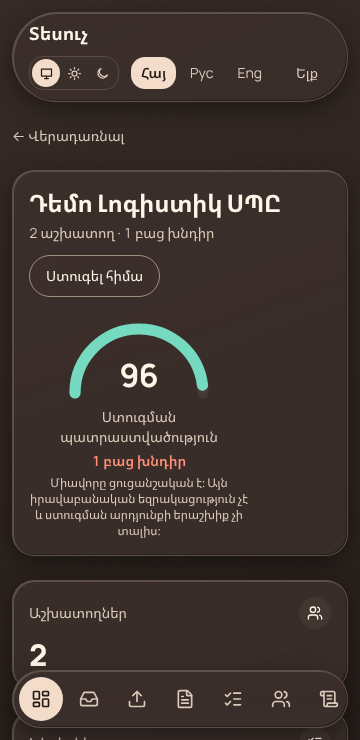 Տեսուչ
Հայ Рус Eng Ելք
← Վերադառնալ
Դեմո Լոգիստիկ ՍՊԸ
2 աշխատող · 1 բաց խնդիր
Ստուգել հիմա
96
Ստուգման
պատրաստվածություն
1 բաց խնդիր
Միավորը ցուցանշական է։ Այն
իրավաբանական եզրակացություն չէ
և ստուգման արդյունքի երաշխիք չի
տալիս։
Աշխատողներ
2